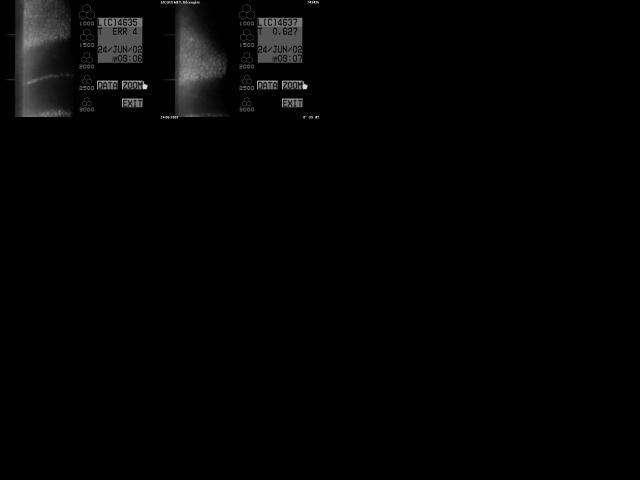 1000
1500
2000
2500
3000
L(C)4635
T ERR 4
24/JUN/02
09:06
DATA ZOOM
EXIT
1000
1500
2000
2500
3000
L(C)4637
T 0.627
24/JUN/02
09:07
DATA ZOOM
EXIT